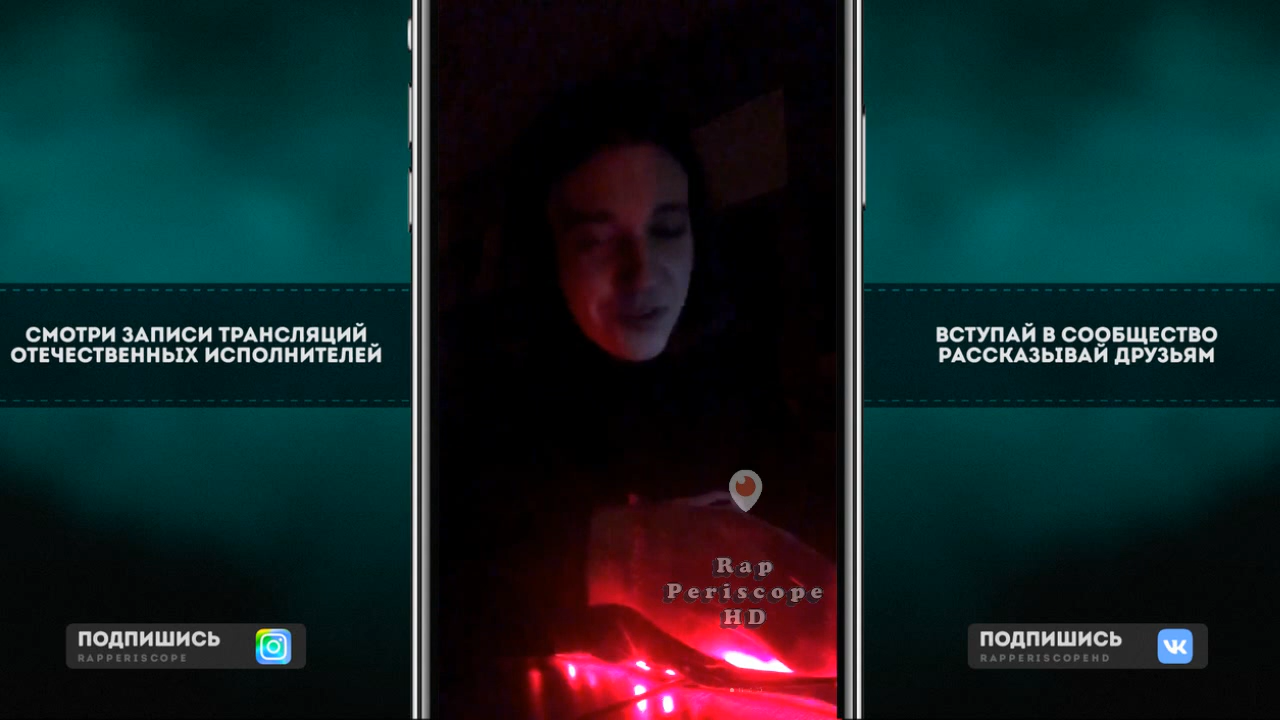 СМОТРИ ЗАПИСИ ТРАНСЛЯЦИЙ
ОТЕЧЕСТВЕННЫХ ИСПОЛНИТЕЛЕЙ
ВСТУПАЙ В СООБЩЕСТВО
РАССКАЗЫВАЙ ДРУЗЬЯМ
Rap
Periscope
HD
ПОДПИШИСЬ
RAPPERISCOPE
ПОДПИШИСЬ
RAPPERISCOPEHD